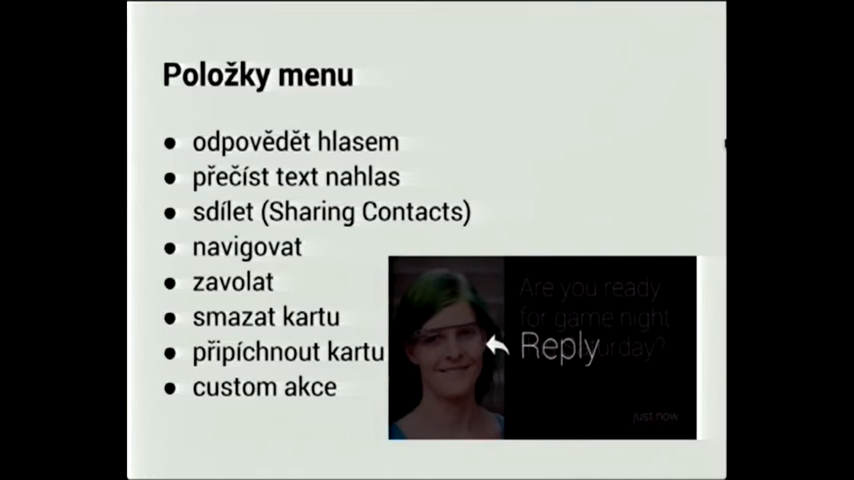 Položky menu
● odpovědět hlasem
● přečíst text nahlas
● sdílet (Sharing Contacts)
● navigovat
● zavolat
● smazat kartu
● připíchnout kartu
● custom akce
Are you ready
for game night
Reply
just now